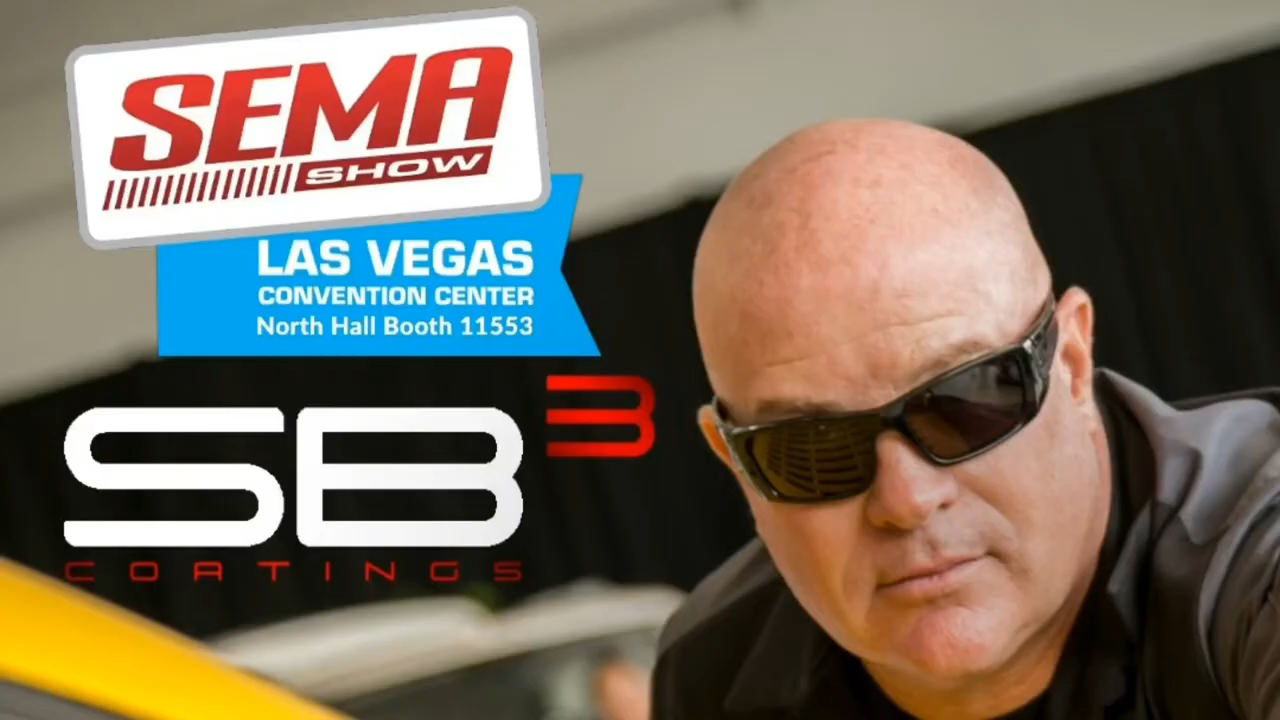 SEMA
SHOW
LAS VEGAS
CONVENTION CENTER
North Hall Booth 11553
SB3
COATINGS